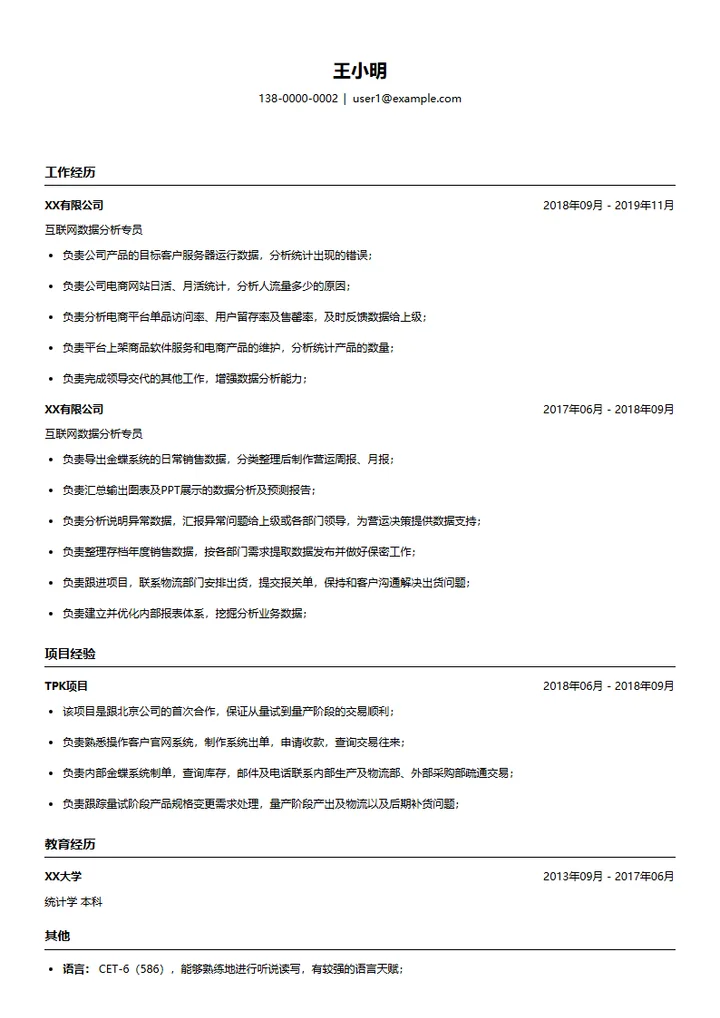 王小明
138-0000-0002 | user1@example.com
工作经历
XX有限公司 2018年09月 - 2019年11月
互联网数据分析专员
• 负责公司产品的目标客户服务器运行数据，分析统计出现的错误；
• 负责公司电商网站日活、月活统计，分析人流量多少的原因；
• 负责分析电商平台单品访问率、用户留存率及售罄率，及时反馈数据给上级；
• 负责平台上架商品软件服务和电商产品的维护，分析统计产品的数量；
• 负责完成领导交代的其他工作，增强数据分析能力；
XX有限公司 2017年06月 - 2018年09月
互联网数据分析专员
• 负责导出金蝶系统的日常销售数据，分类整理后制作营运周报、月报；
• 负责汇总输出图表及PPT展示的数据分析及预测报告；
• 负责分析说明异常数据，汇报异常问题给上级或各部门领导，为营运决策提供数据支持；
• 负责整理存档年度销售数据，按各部门需求提取数据发布并做好保密工作；
• 负责跟进项目，联系物流部门安排出货，提交报关单，保持和客户沟通解决出货问题；
• 负责建立并优化内部报表体系，挖掘分析业务数据；
项目经验
TPK项目 2018年06月 - 2018年09月
• 该项目是跟北京公司的首次合作，保证从量试到量产阶段的交易顺利；
• 负责熟悉操作客户官网系统，制作系统出单，申请收款，查询交易往来；
• 负责内部金蝶系统制单，查询库存，邮件及电话联系内部生产及物流部、外部采购部疏通交易；
• 负责跟踪量试阶段产品规格变更需求处理，量产阶段产出及物流以及后期补货问题；
教育经历
XX大学 2013年09月 - 2017年06月
统计学 本科
其他
• 语言： CET-6（586），能够熟练地进行听说读写，有较强的语言天赋；